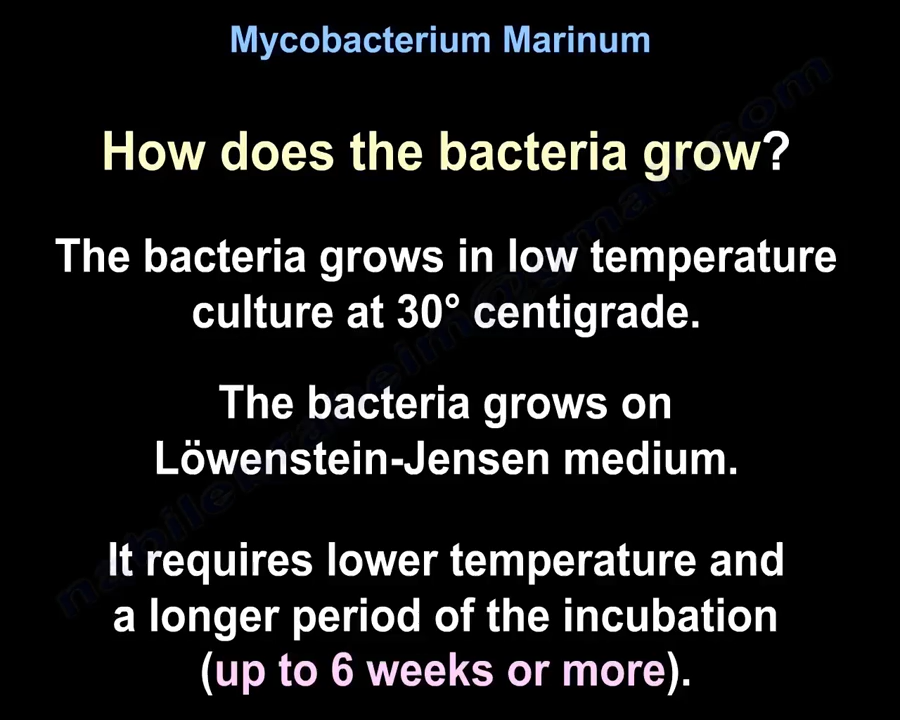 Mycobacterium Marinum
How does the bacteria grow?
The bacteria grows in low temperature
culture at 30° centigrade.
The bacteria grows on
Löwenstein-Jensen medium.
It requires lower temperature and
a longer period of the incubation
(up to 6 weeks or more).